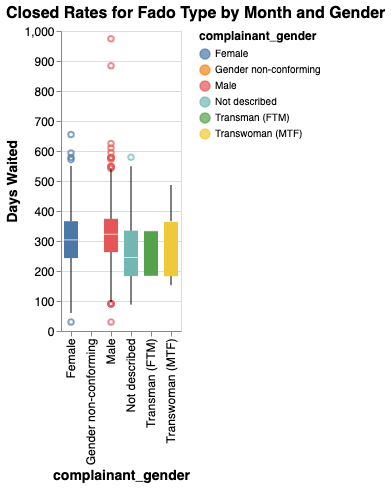 Closed Rates for Fado Type by Month and Gender
complainant_gender
Female
Gender non-conforming
Male
Not described
Transman (FTM)
Transwoman (MTF)
Days Waited
1,000
900
800
700
600
500
400
300
200
100
0
Female
Gender non-conforming
Male
Not described
Transman (FTM)
Transwoman (MTF)
complainant_gender